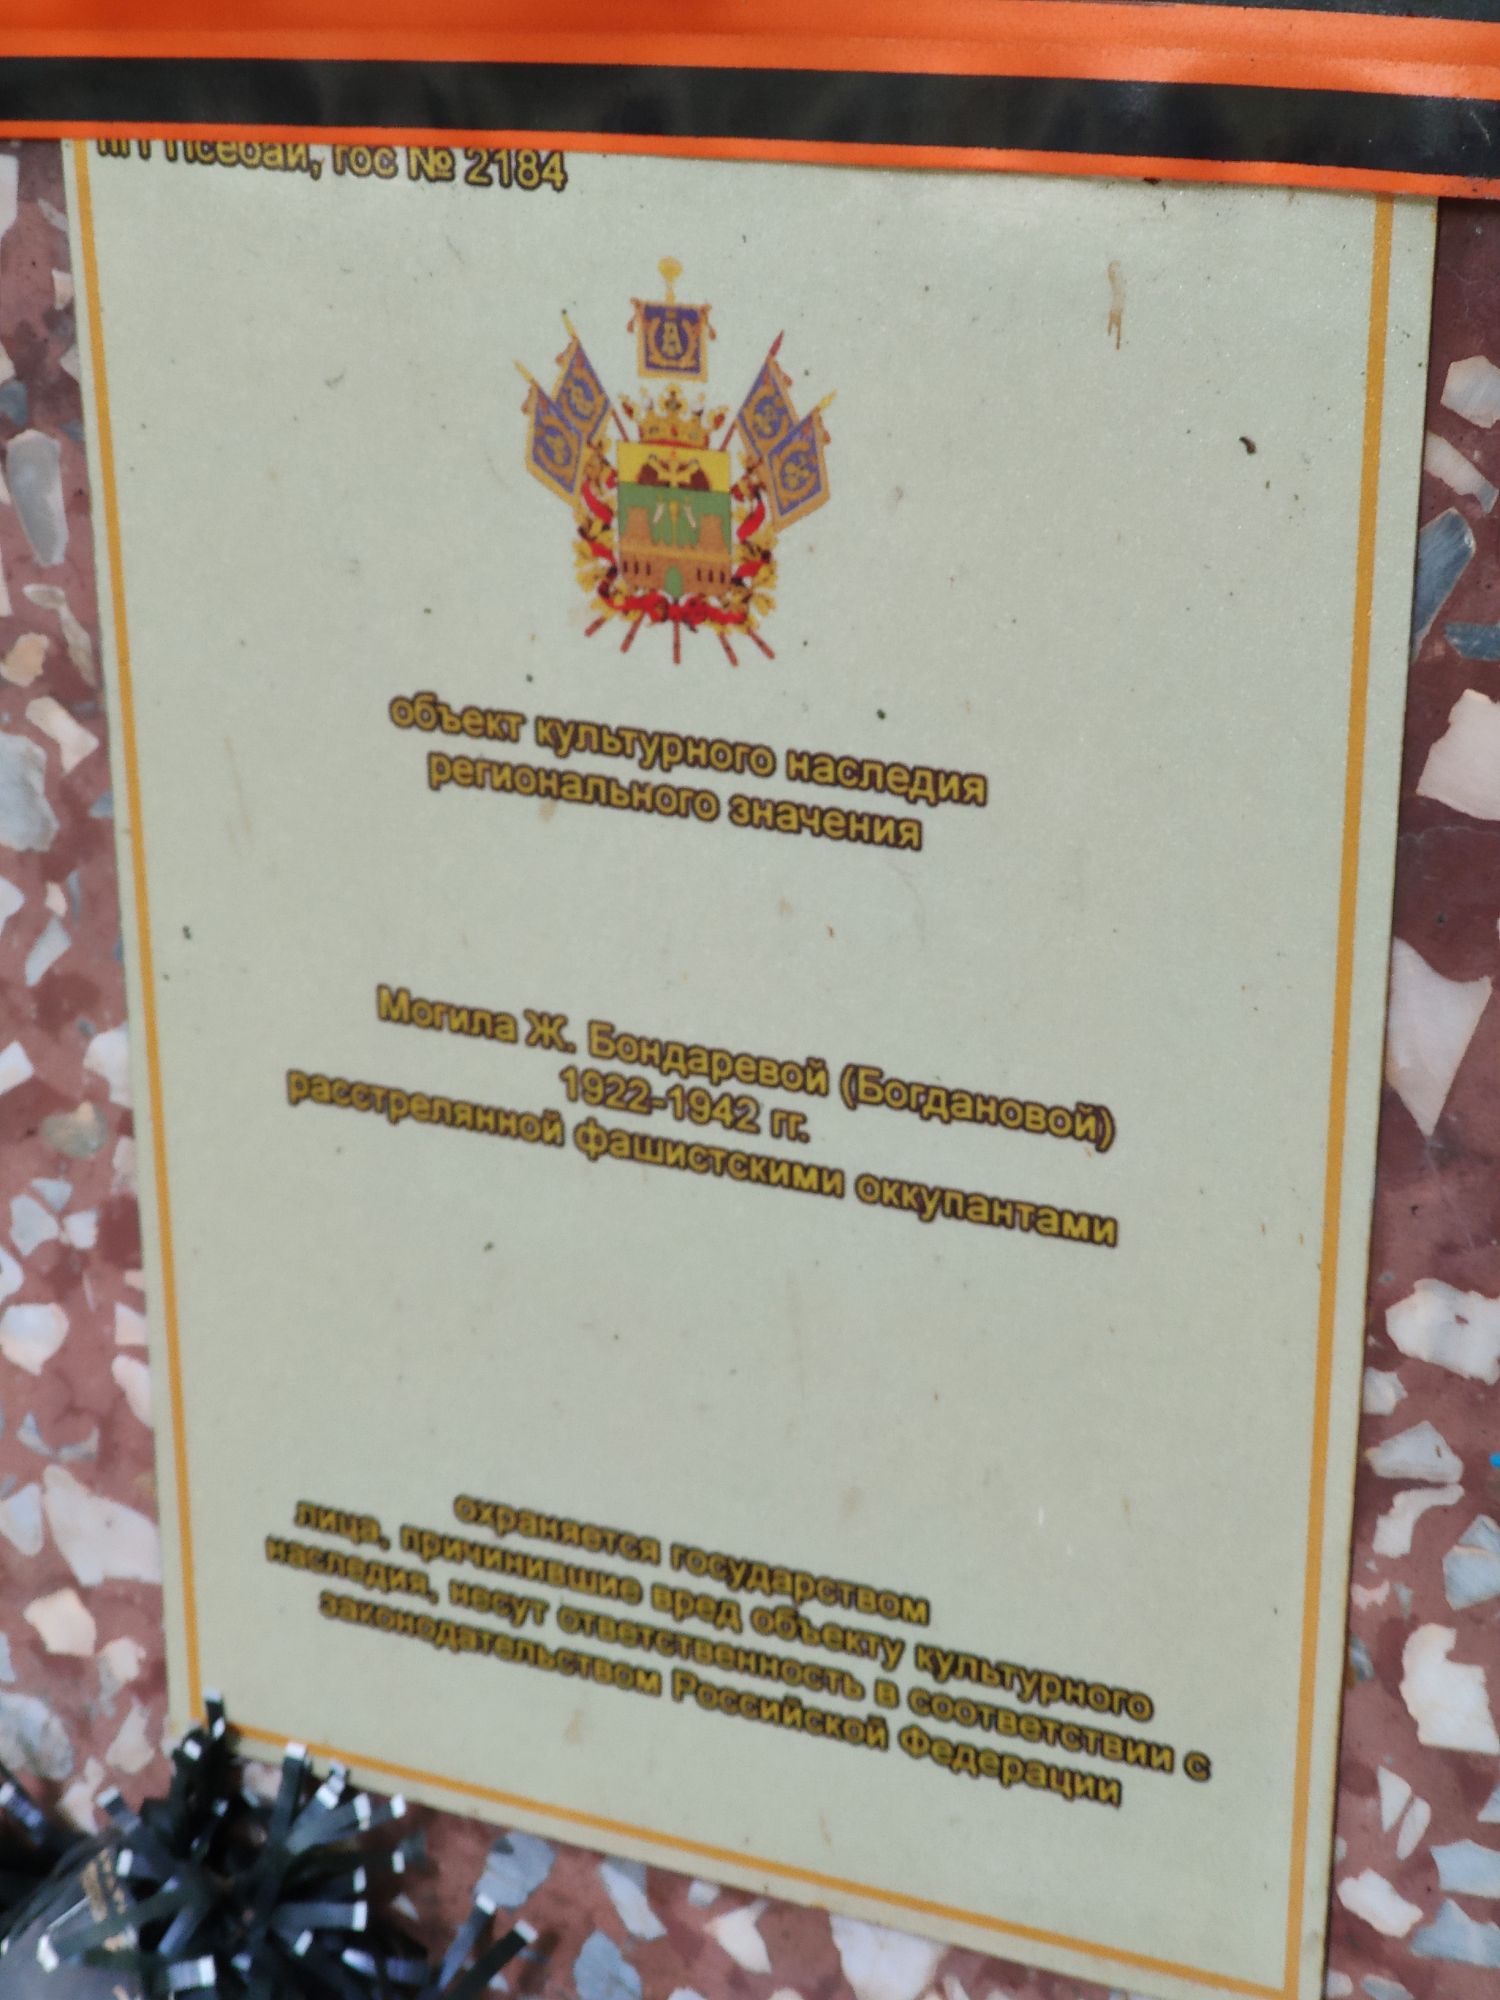 пгт Псебай, гос № 2184
А
объект культурного наследия
регионального значения
Могила Ж. Бондаревой (Богдановой)
1922-1942 гг.
расстрелянной фашистскими оккупантами
охраняется государством
лица, причинившие вред объекту культурного
наследия, несут ответственность в соответствии с
законодательством Российской Федерации